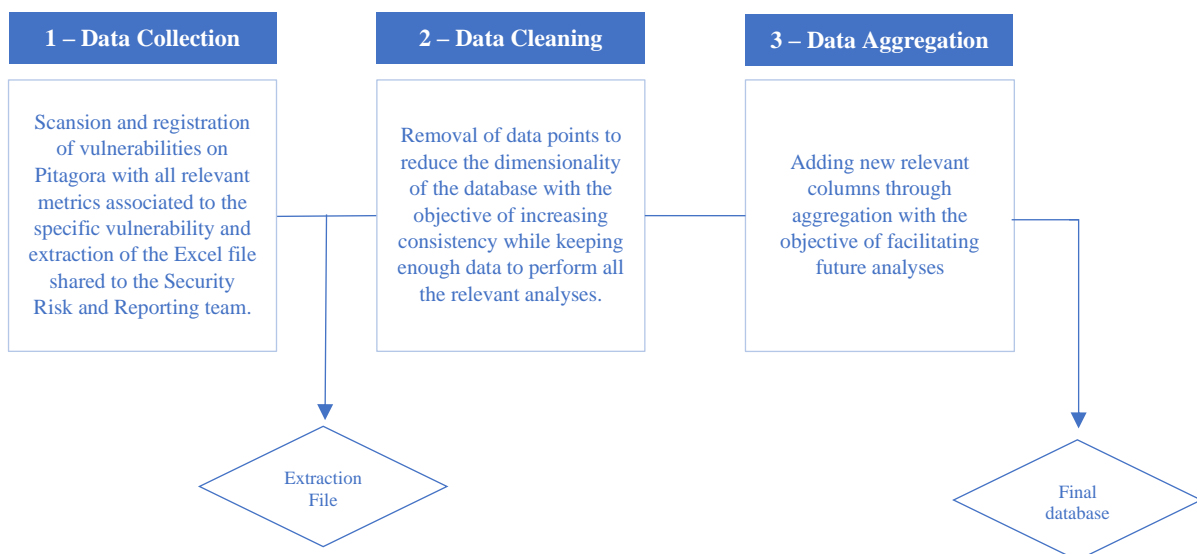 1 – Data Collection
2 – Data Cleaning
3 – Data Aggregation
Scansion and registration
of vulnerabilities on
Pitagora with all relevant
metrics associated to the
specific vulnerability and
extraction of the Excel file
shared to the Security
Risk and Reporting team.
Removal of data points to
reduce the dimensionality
of the database with the
objective of increasing
consistency while keeping
enough data to perform all
the relevant analyses.
Adding new relevant
columns through
aggregation with the
objective of facilitating
future analyses
Extraction
File
Final
database